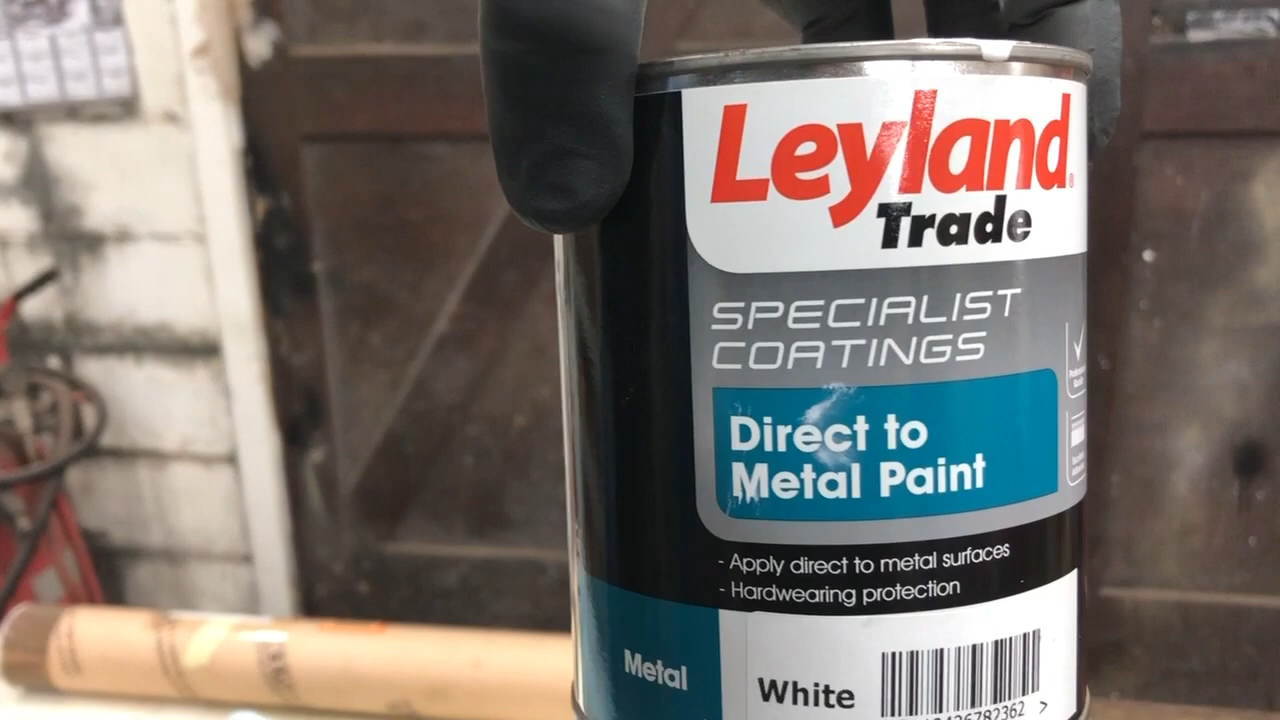 Leyland
Trade
SPECIALIST
COATINGS
Direct to
Metal Paint
- Apply direct to metal surfaces
- Hardwearing protection
Metal
White
>